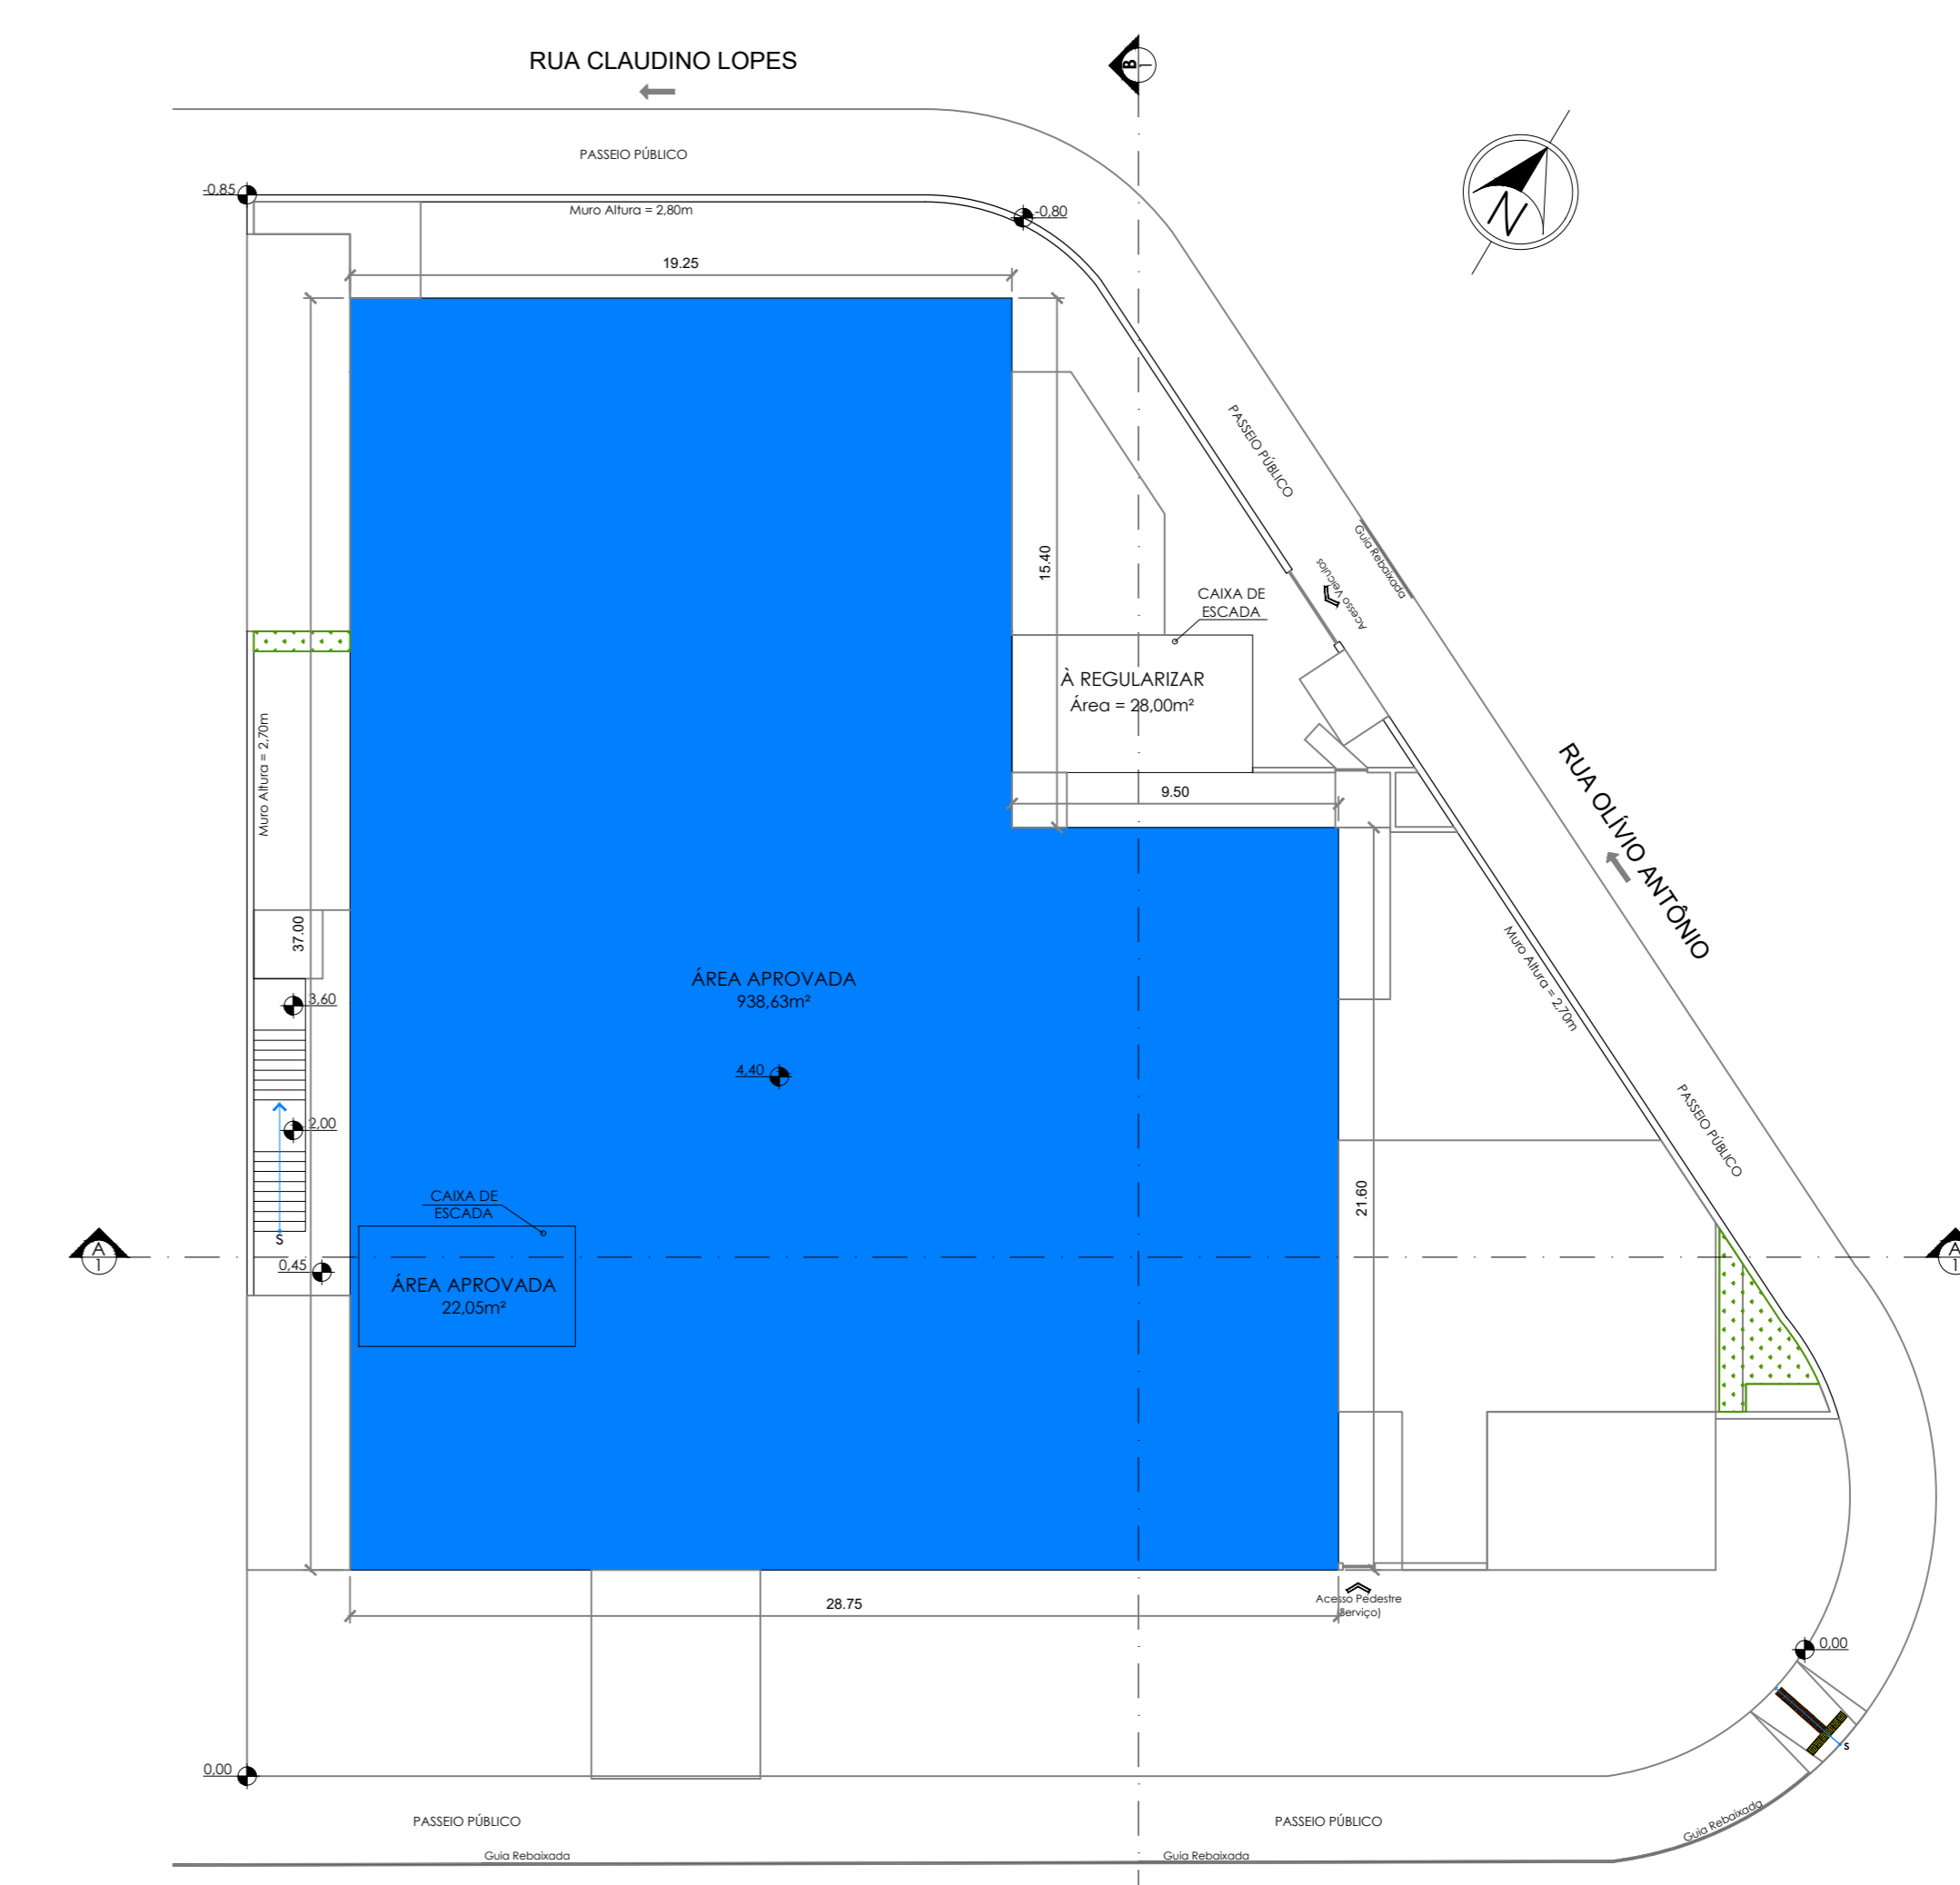 RUA CLAUDINO LOPES
B
1
PASSEIO PÚBLICO
-0,85
Muro Altura = 2,80m
-0,80
N
19.25
PASSEIO PÚBLICO
Guia Rebaixada
15.40
Acesso Veículos
CAIXA DE
ESCADA
À REGULARIZAR
Área = 28,00m²
Muro Altura = 2,70m
9.50
RUA OLÍVIO ANTÔNIO
37.00
ÁREA APROVADA
938,63m²
3,60
Muro Altura = 2,70m
4,40
2,00
PASSEIO PÚBLICO
CAIXA DE
ESCADA
21.60
S
A
1
A
1
0,45
ÁREA APROVADA
22,05m²
28.75
Acesso Pedestre
(Serviço)
0,00
S
0,00
PASSEIO PÚBLICO
PASSEIO PÚBLICO
Guia Rebaixada
Guia Rebaixada
Guia Rebaixada